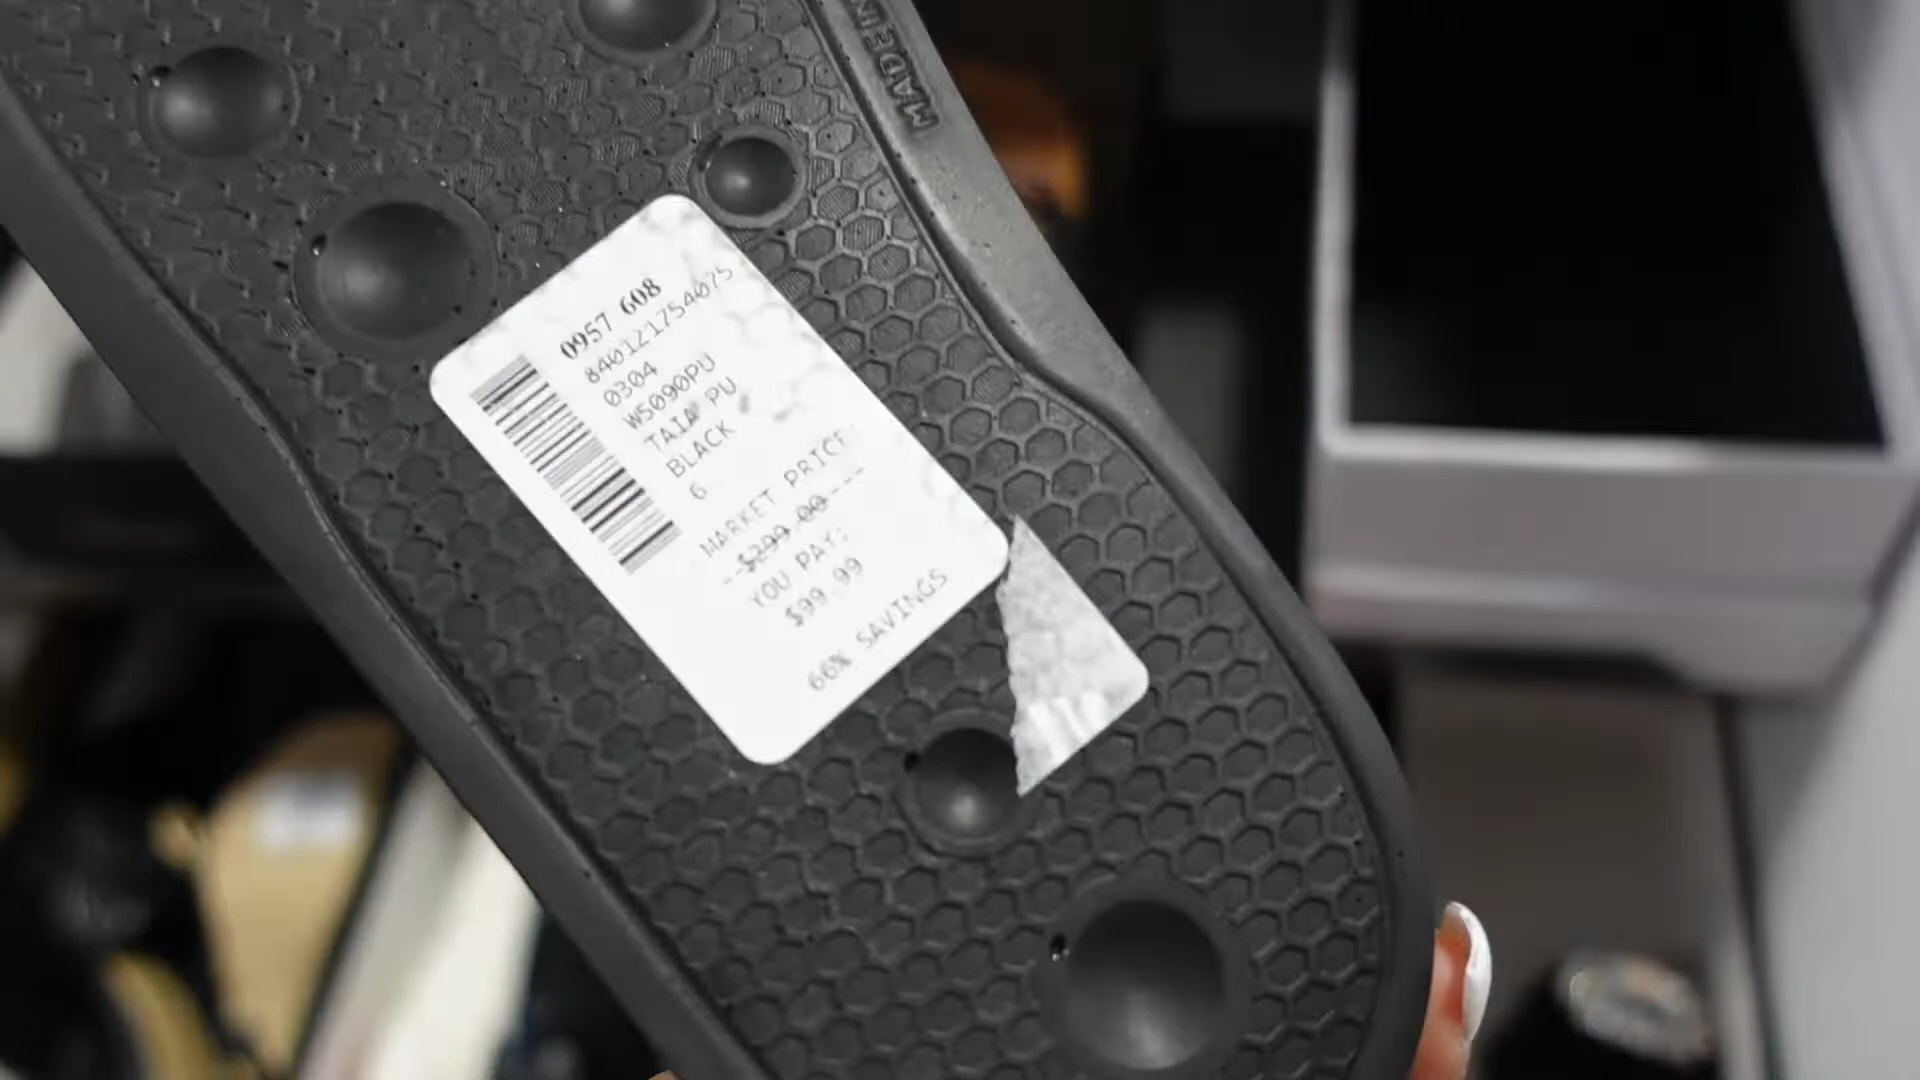 MADE IN
0957 608
840121754075
0304
W5090PU
TAIA PU
BLACK
6
MARKET PRICE:
--$299.00---
YOU PAY:
$99.99
66% SAVINGS